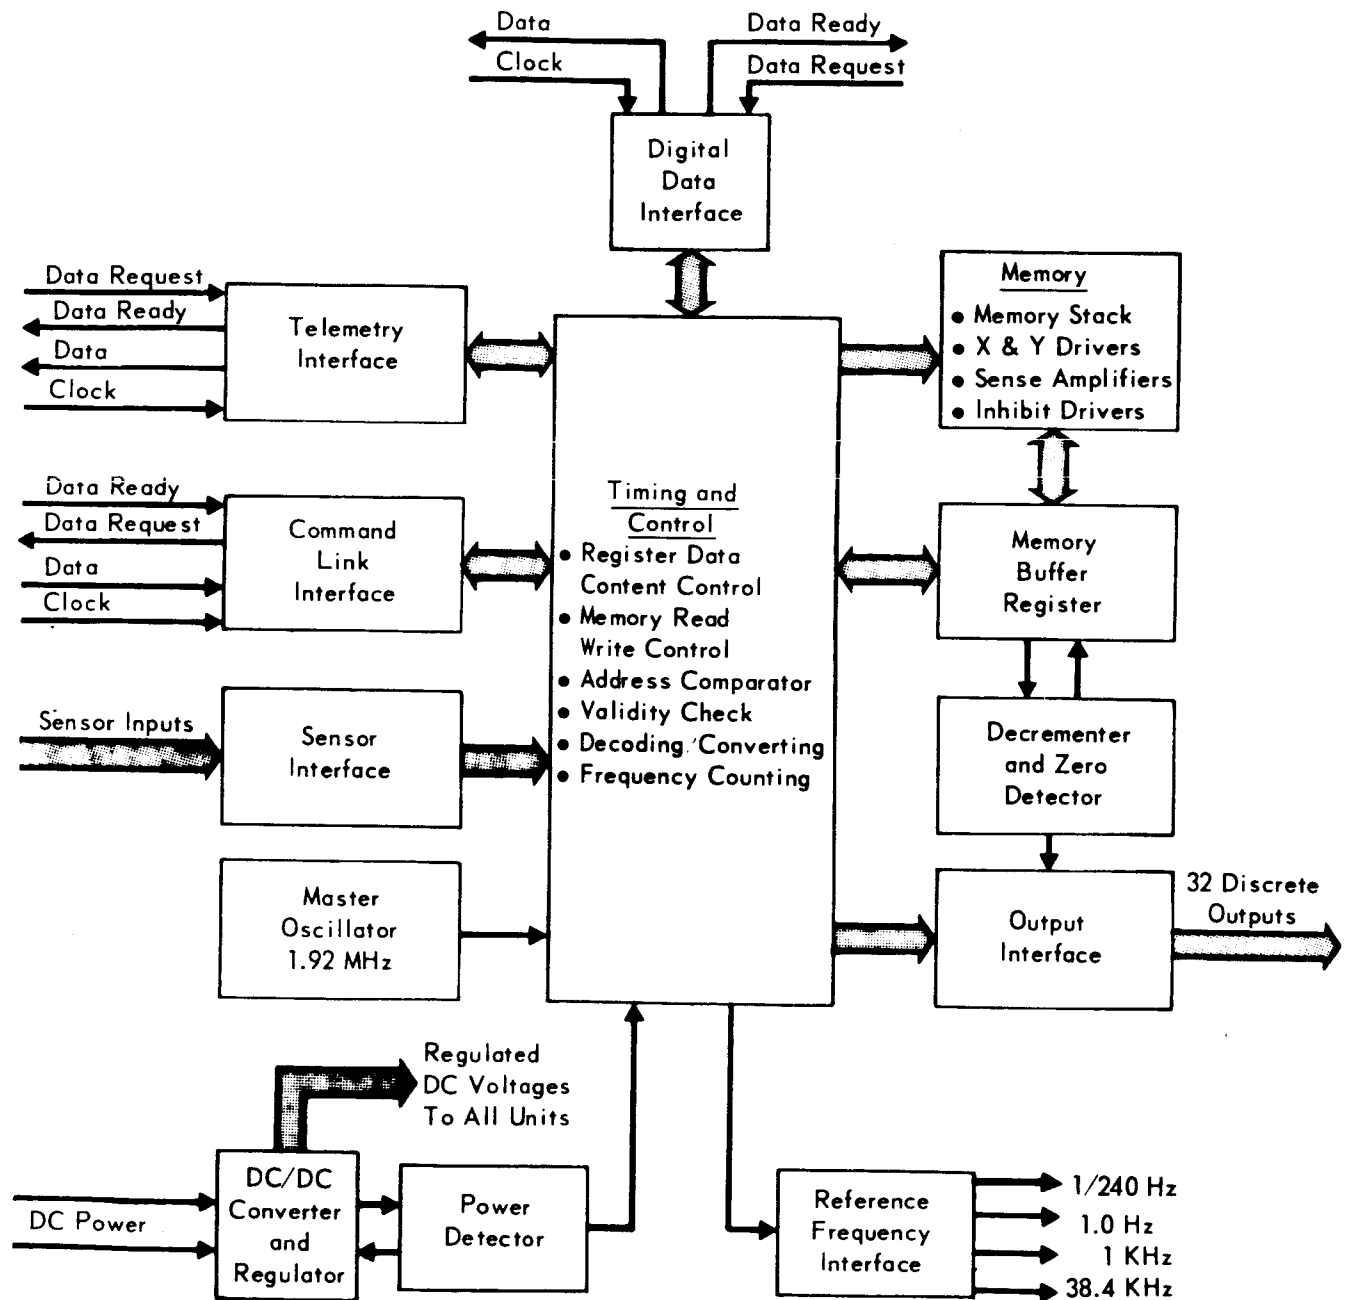 Data
Clock
Data Ready
Data Request
Digital
Data
Interface
Data Request
Data Ready
Data
Clock
Telemetry
Interface
Memory
• Memory Stack
• X & Y Drivers
• Sense Amplifiers
• Inhibit Drivers
Data Ready
Data Request
Data
Clock
Command
Link
Interface
Timing and
Control
• Register Data
Content Control
• Memory Read
Write Control
• Address Comparator
• Validity Check
• Decoding/Converting
• Frequency Counting
Memory
Buffer
Register
Sensor Inputs
Sensor
Interface
Decrementer
and Zero
Detector
Master
Oscillator
1.92 MHz
Output
Interface
32 Discrete
Outputs
Regulated
DC Voltages
To All Units
DC Power
DC/DC
Converter
and
Regulator
Power
Detector
Reference
Frequency
Interface
1/240 Hz
1.0 Hz
1 KHz
38.4 KHz